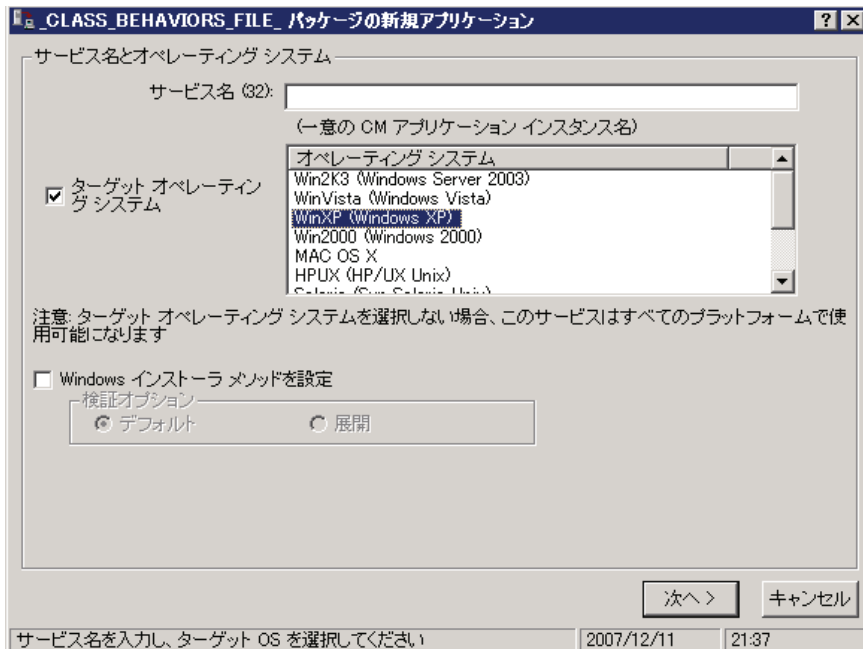 _CLASS_BEHAVIORS_FILE_ パッケージの新規アプリケーション
サービス名とオペレーティング システム
サービス名 (32):
(一意の CM アプリケーション インスタンス名)
ターゲット オペレーティン
グ システム
オペレーティング システム
Win2K3 (Windows Server 2003)
WinVista (Windows Vista)
WinXP (Windows XP)
Win2000 (Windows 2000)
MAC OS X
HPUX (HP/UX Unix)
Solaris (Sun Solaris Unix)
注意: ターゲット オペレーティング システムを選択しない場合、このサービスはすべてのプラットフォームで使
用可能になります
Windows インストーラ メソッドを設定
検証オプション
デフォルト
展開
次へ >
キャンセル
サービス名を入力し、ターゲット OS を選択してください
2007/12/11
21:37